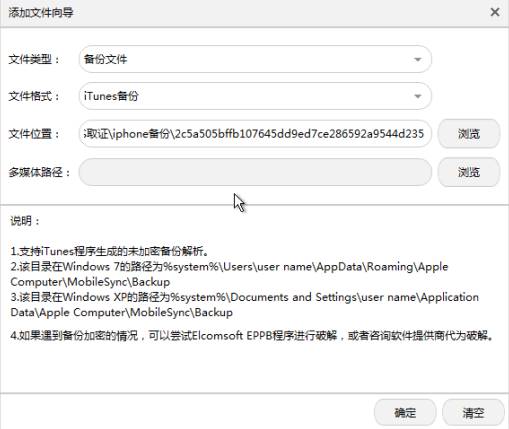 添加文件向导
文件类型： 备份文件
文件格式： iTunes备份
文件位置： 取证\iphone备份\2c5a505bffb107645dd9ed7ce286592a9544d235 浏览
多媒体路径： 浏览
说明：
1.支持iTunes程序生成的未加密备份解析。
2.该目录在Windows 7的路径为%system%\Users\user name\AppData\Roaming\Apple
Computer\MobileSync\Backup
3.该目录在Windows XP的路径为%system%\Documents and Settings\user name\Application
Data\Apple Computer\MobileSync\Backup
4.如果遇到备份加密的情况，可以尝试Elcomsoft EPPB程序进行破解，或者咨询软件提供商代为破解。
确定 清空